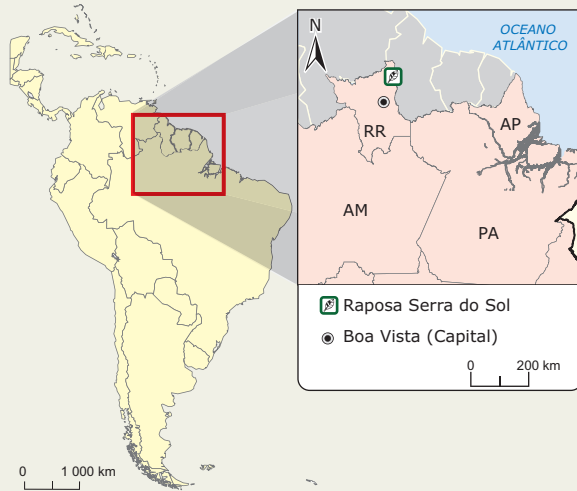 N
OCEANO
ATLÂNTICO
RR
AP
AM
PA
Raposa Serra do Sol
Boa Vista (Capital)
0 200 km
0 1 000 km